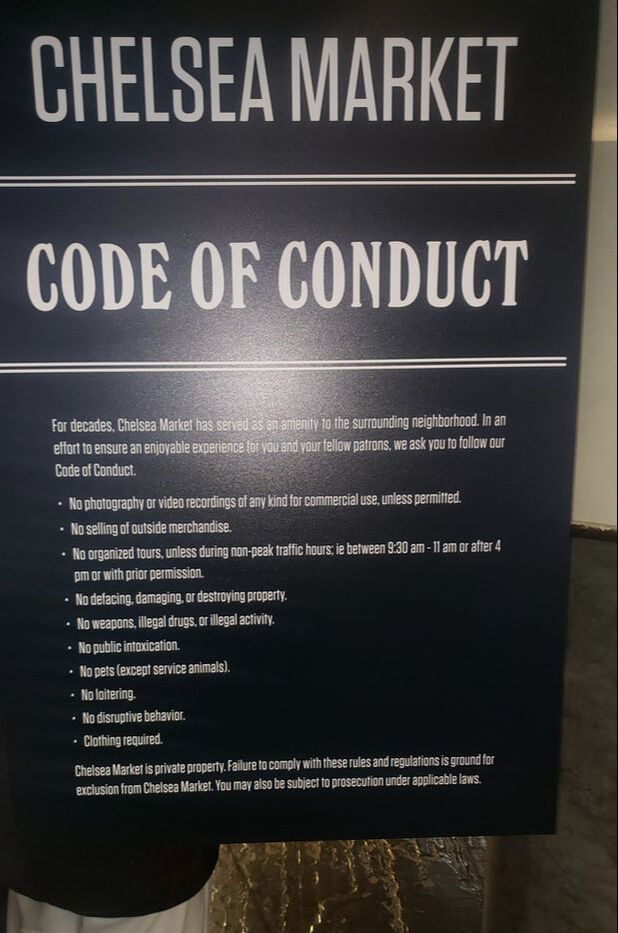 CHELSEA MARKET
CODE OF CONDUCT
For decades, Chelsea Market has served as an amenity to the surrounding neighborhood. In an
effort to ensure an enjoyable experience for you and your fellow patrons, we ask you to follow our
Code of Conduct.
• No photography or video recordings of any kind for commercial use, unless permitted.
• No selling of outside merchandise.
• No organized tours, unless during non-peak traffic hours; ie between 9:30 am - 11 am or after 4
pm or with prior permission.
• No defacing, damaging, or destroying property.
• No weapons, illegal drugs, or illegal activity.
• No public intoxication.
• No pets (except service animals).
• No loitering.
• No disruptive behavior.
• Clothing required.
Chelsea Market is private property. Failure to comply with these rules and regulations is ground for
exclusion from Chelsea Market. You may also be subject to prosecution under applicable laws.